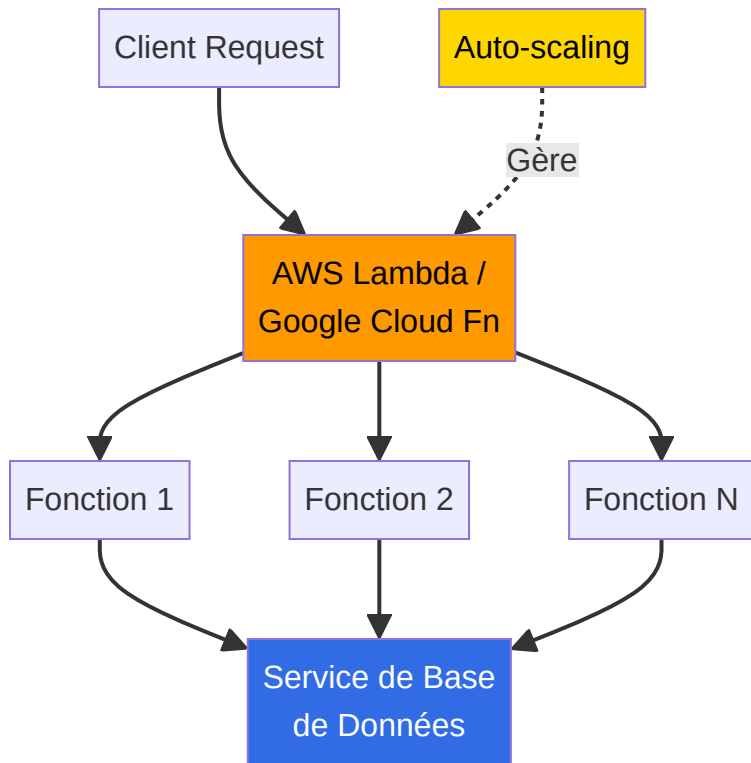 Client Request
Auto-scaling
Gère
AWS Lambda /
Google Cloud Fn
Fonction 1
Fonction 2
Fonction N
Service de Base
de Données